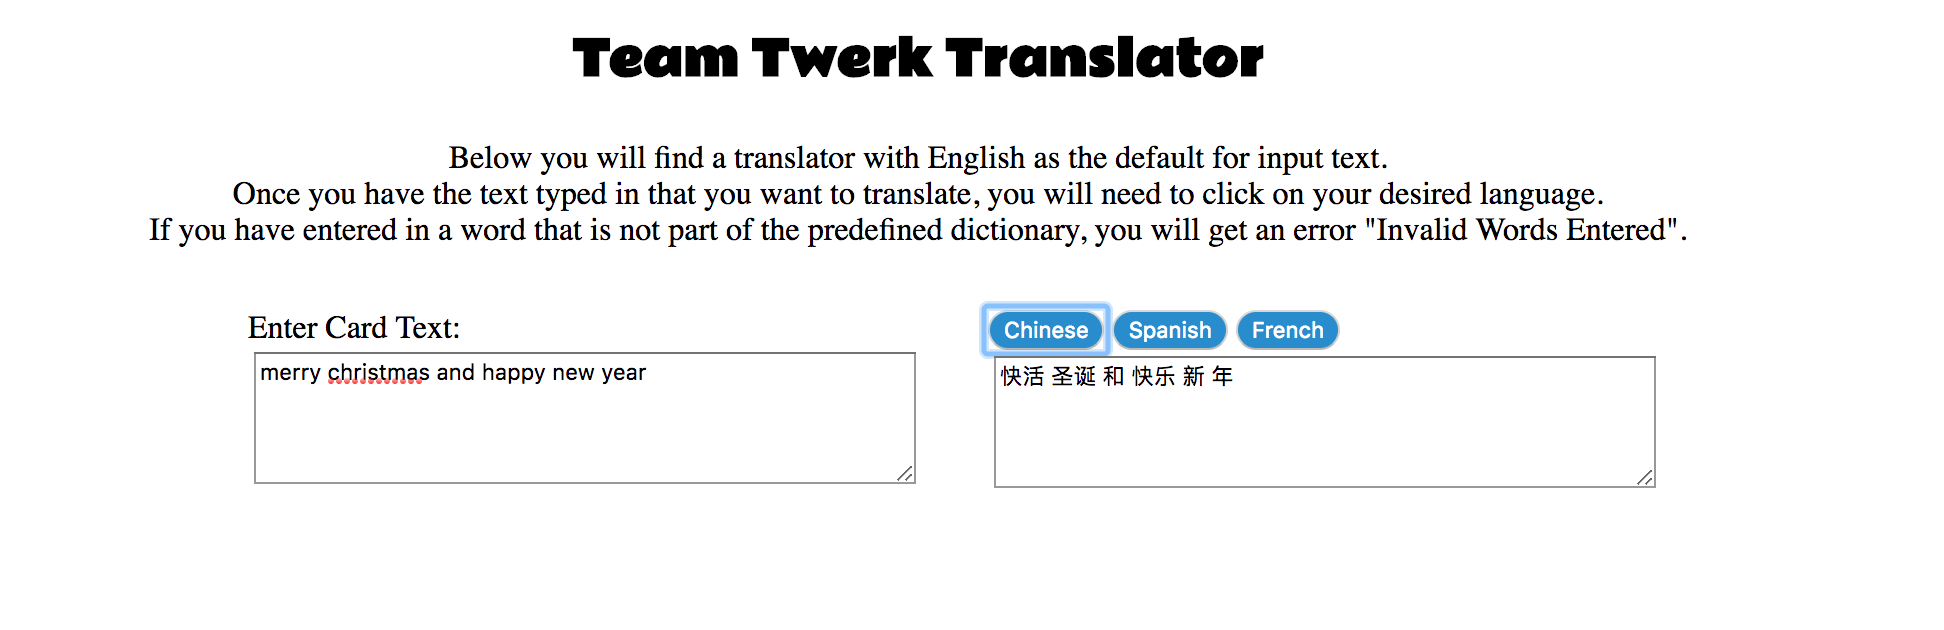 Team Twerk Translator
Below you will find a translator with English as the default for input text.
Once you have the text typed in that you want to translate, you will need to click on your desired language.
If you have entered in a word that is not part of the predefined dictionary, you will get an error "Invalid Words Entered".
Enter Card Text:
merry christmas and happy new year
Chinese Spanish French
快活 圣诞 和 快乐 新 年